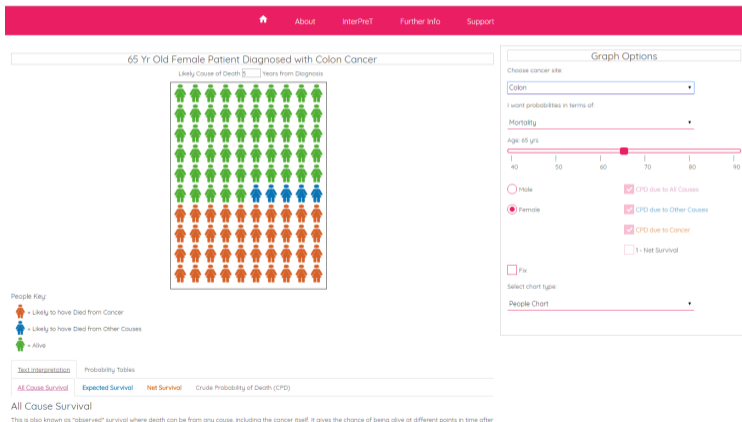 About InterPreT Further Info Support
65 Yr Old Female Patient Diagnosed with Colon Cancer
Likely Cause of Death 5 Years from Diagnosis
People Key:
= Likely to have Died from Cancer
= Likely to have Died from Other Causes
= Alive
Text Interpretation Probability Tables
All Cause Survival Expected Survival Net Survival Crude Probability of Death (CPD)
All Cause Survival
This is also known as "observed" survival where death can be from any cause, including the cancer itself. It gives the chance of being alive at different points in time after
Graph Options
Choose cancer site:
Colon
I want probabilities in terms of
Mortality
Age: 65 yrs
40 50 60 70 80 90
Male
Female
CPD due to All Causes
CPD due to Other Causes
CPD due to Cancer
1 - Net Survival
Fix
Select chart type
People Chart